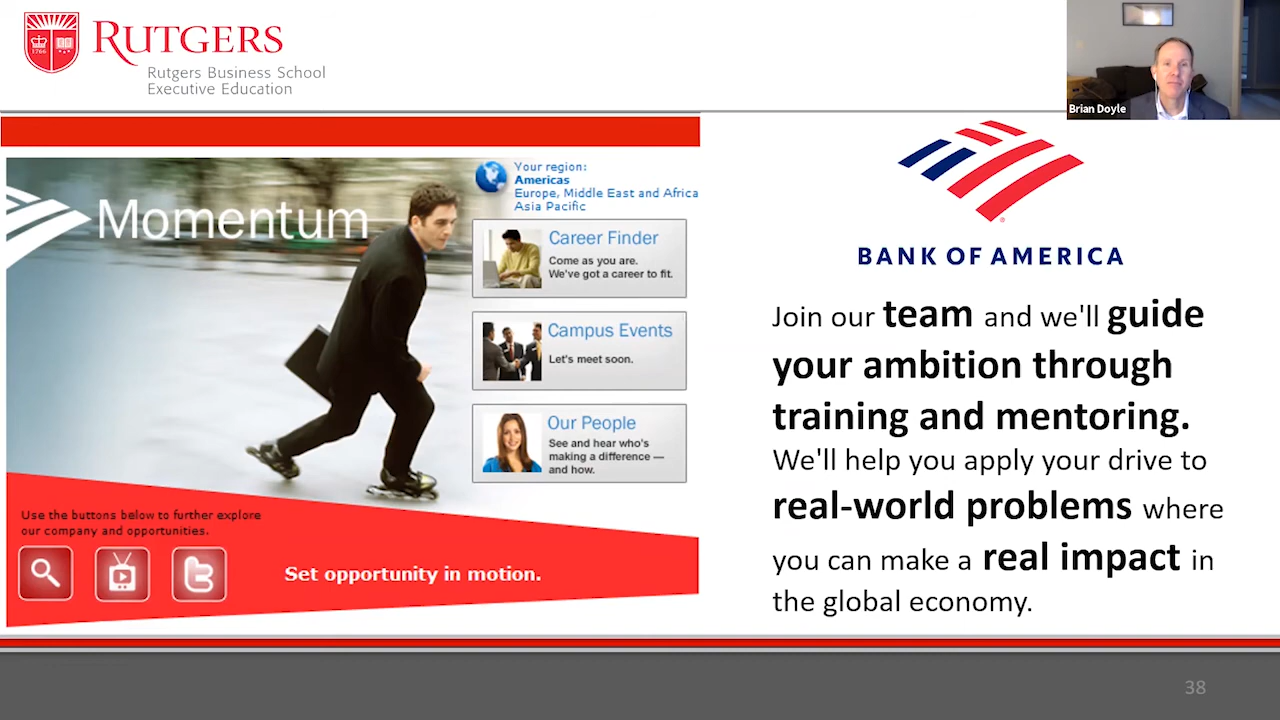 1766
RUTGERS
Rutgers Business School
Executive Education
Brian Doyle
Momentum
Your region:
Americas
Europe, Middle East and Africa
Asia Pacific
Career Finder
Come as you are.
We've got a career to fit.
Campus Events
Let's meet soon.
Our People
See and hear who's
making a difference —
and how.
Use the buttons below to further explore
our company and opportunities.
Set opportunity in motion.
BANK OF AMERICA
Join our team and we'll guide
your ambition through
training and mentoring.
We'll help you apply your drive to
real-world problems where
you can make a real impact in
the global economy.
38